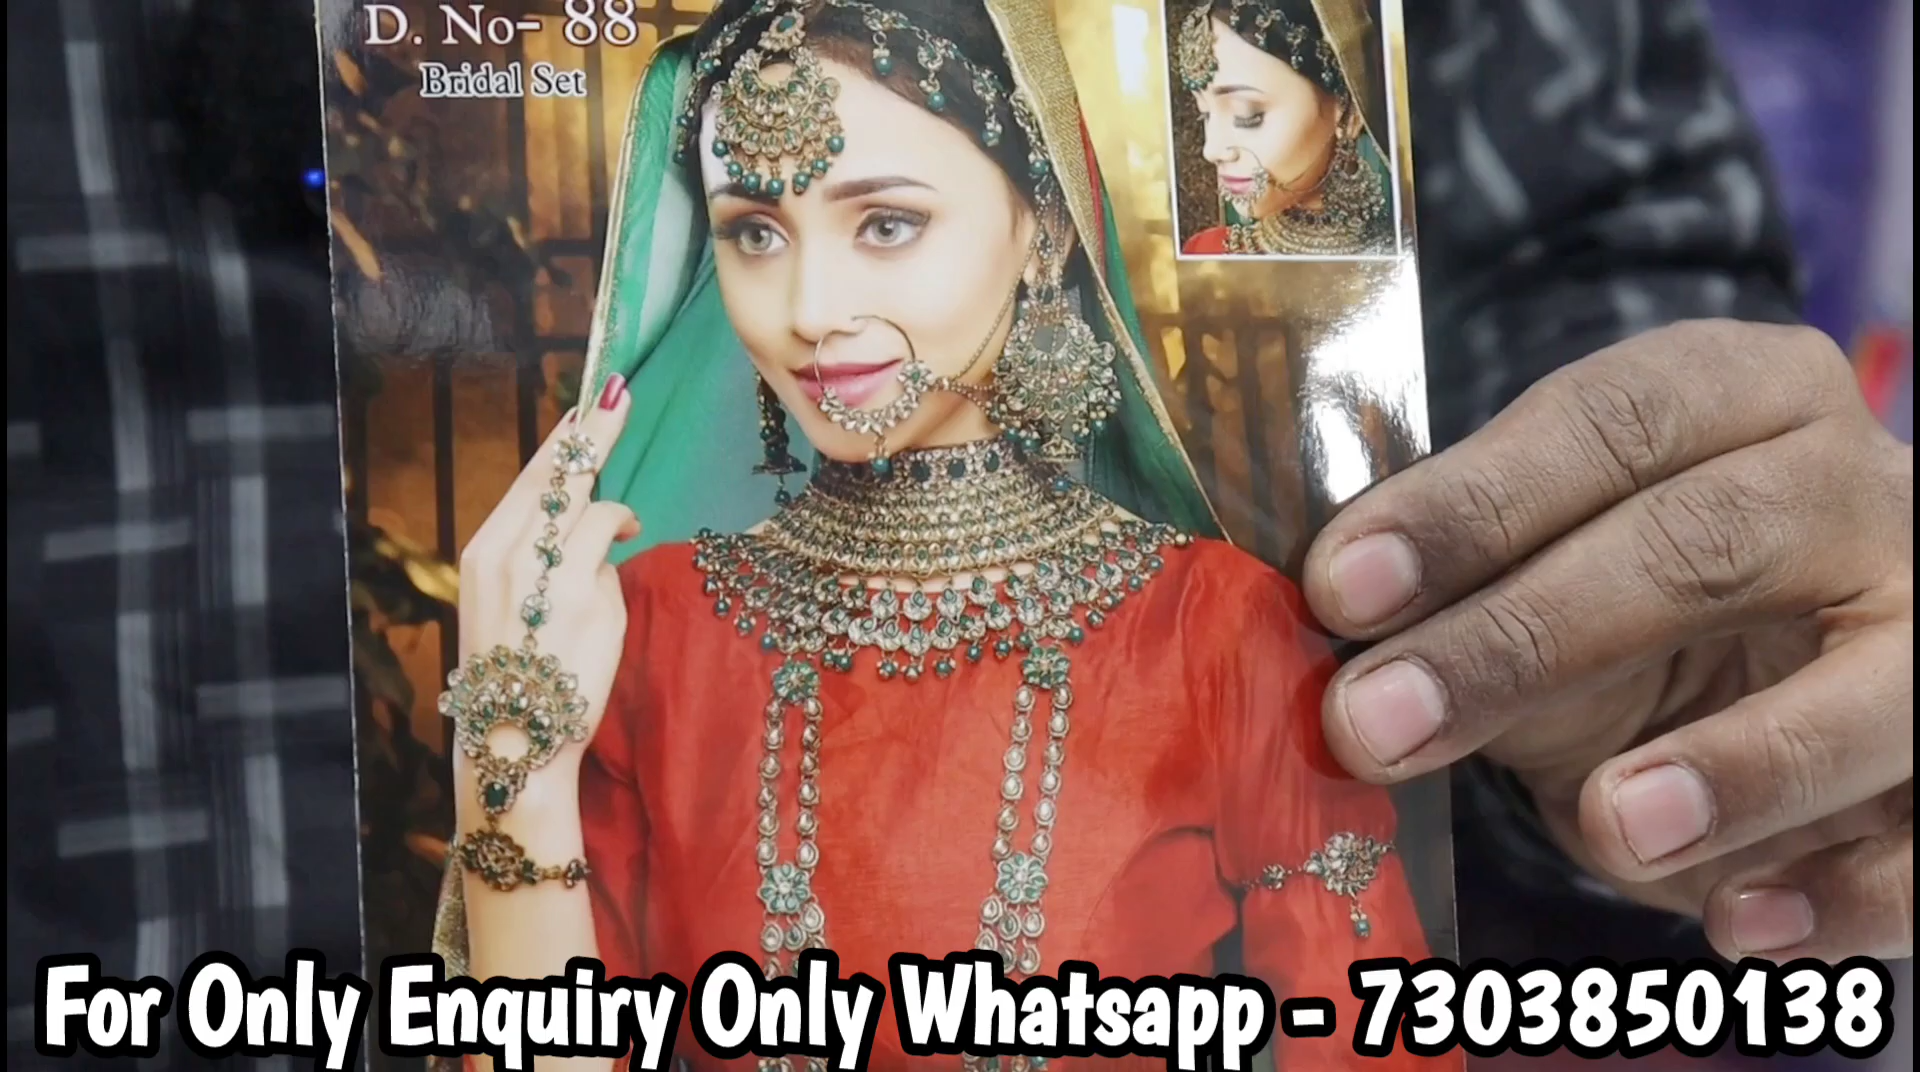 D. No- 88
Bridal Set
For Only Enquiry Only Whatsapp - 7303850138